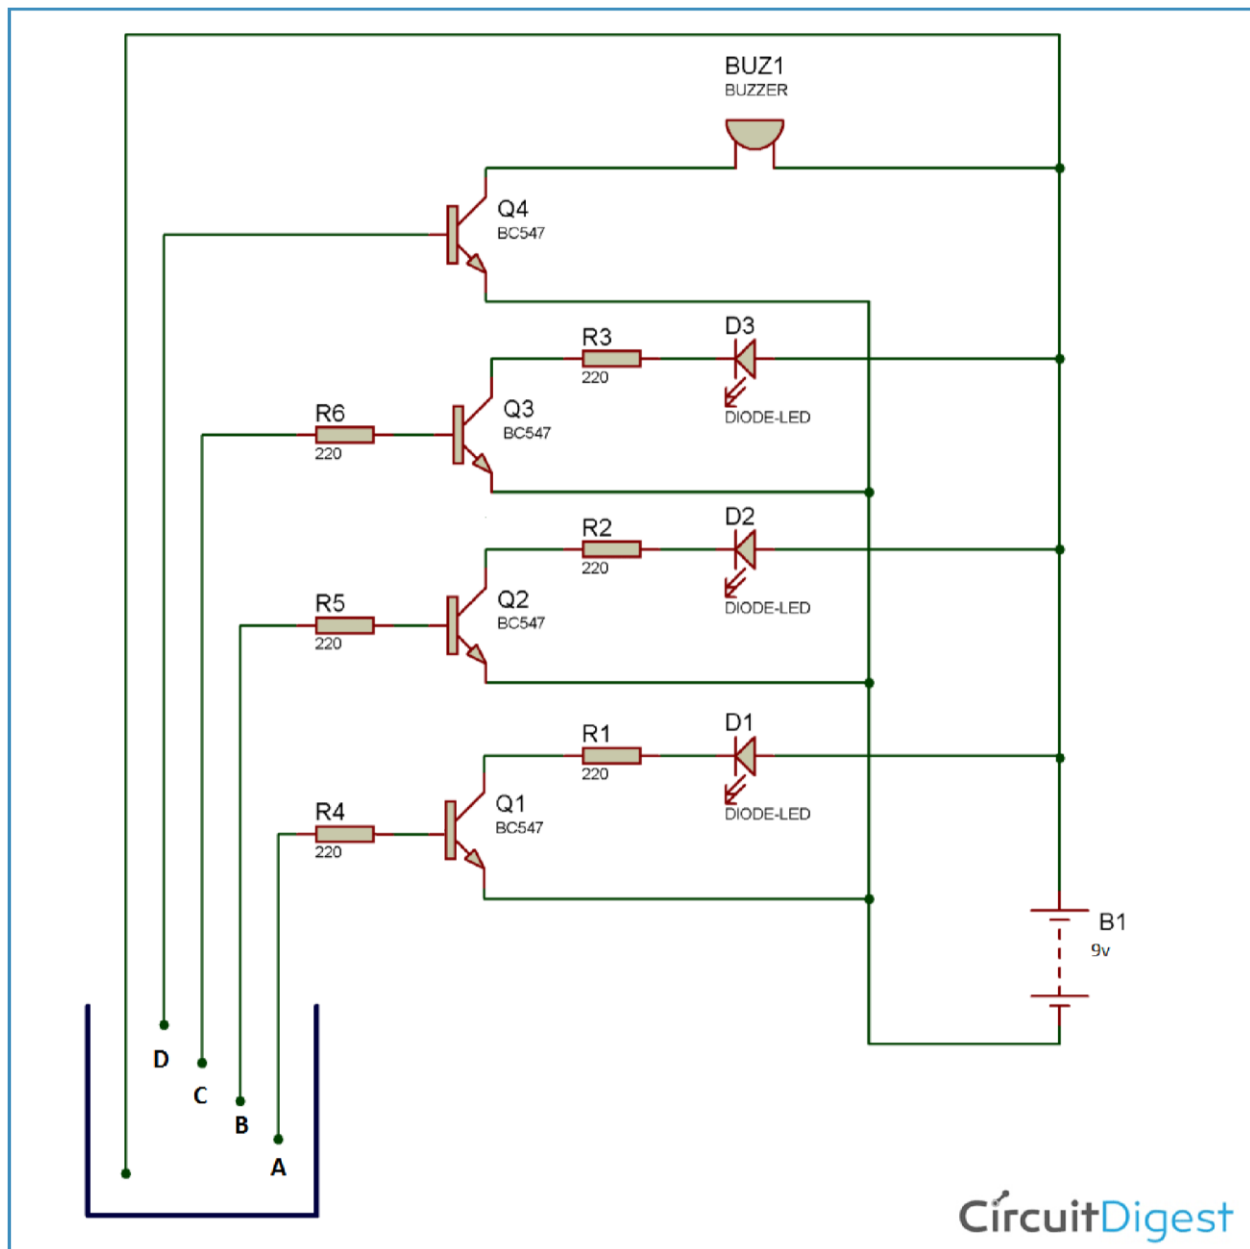 BUZ1
BUZZER
Q4
BC547
D3
R3
220
DIODE-LED
Q3
BC547
R6
220
D2
R2
220
DIODE-LED
Q2
BC547
R5
220
D1
R1
220
DIODE-LED
Q1
BC547
R4
220
B1
9v
D
C
B
A
CircuitDigest